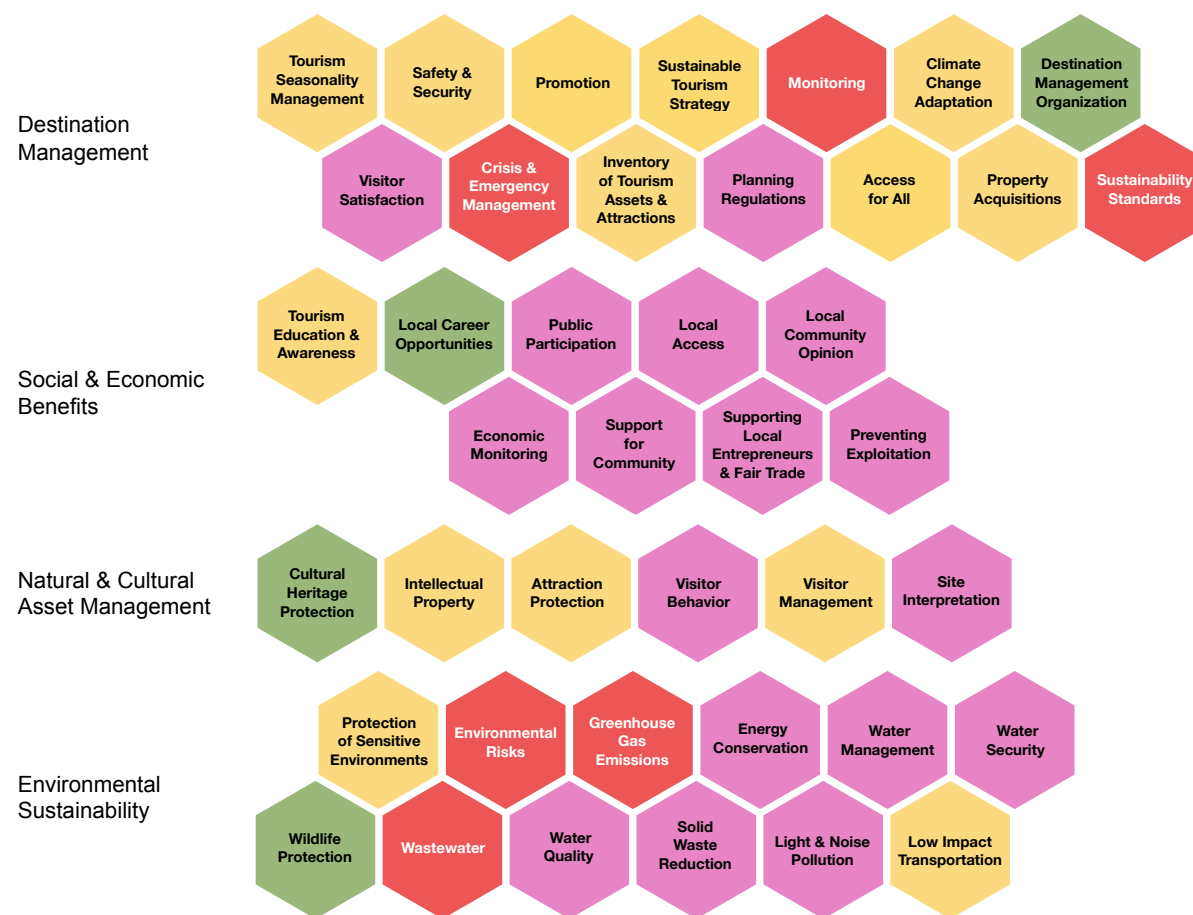 Destination
Management
Tourism
Seasonality
Management
Safety &
Security
Promotion
Sustainable
Tourism
Strategy
Monitoring
Climate
Change
Adaptation
Destination
Management
Organization
Visitor
Satisfaction
Crisis &
Emergency
Management
Inventory
of Tourism
Assets &
Attractions
Planning
Regulations
Access
for All
Property
Acquisitions
Sustainability
Standards
Social & Economic
Benefits
Tourism
Education &
Awareness
Local Career
Opportunities
Public
Participation
Local
Access
Local
Community
Opinion
Economic
Monitoring
Support
for
Community
Supporting
Local
Entrepreneurs
& Fair Trade
Preventing
Exploitation
Natural & Cultural
Asset Management
Cultural
Heritage
Protection
Intellectual
Property
Attraction
Protection
Visitor
Behavior
Visitor
Management
Site
Interpretation
Environmental
Sustainability
Protection
of Sensitive
Environments
Environmental
Risks
Greenhouse
Gas
Emissions
Energy
Conservation
Water
Management
Water
Security
Wildlife
Protection
Wastewater
Water
Quality
Solid
Waste
Reduction
Light & Noise
Pollution
Low Impact
Transportation